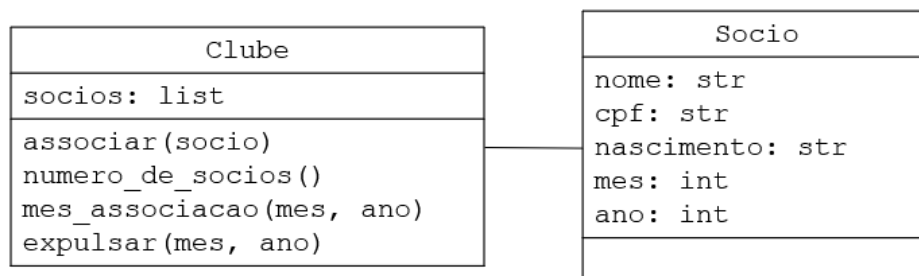 Clube
socios: list
associar(socio)
numero_de_socios()
mes_associacao(mes, ano)
expulsar(mes, ano)
Socio
nome: str
cpf: str
nascimento: str
mes: int
ano: int